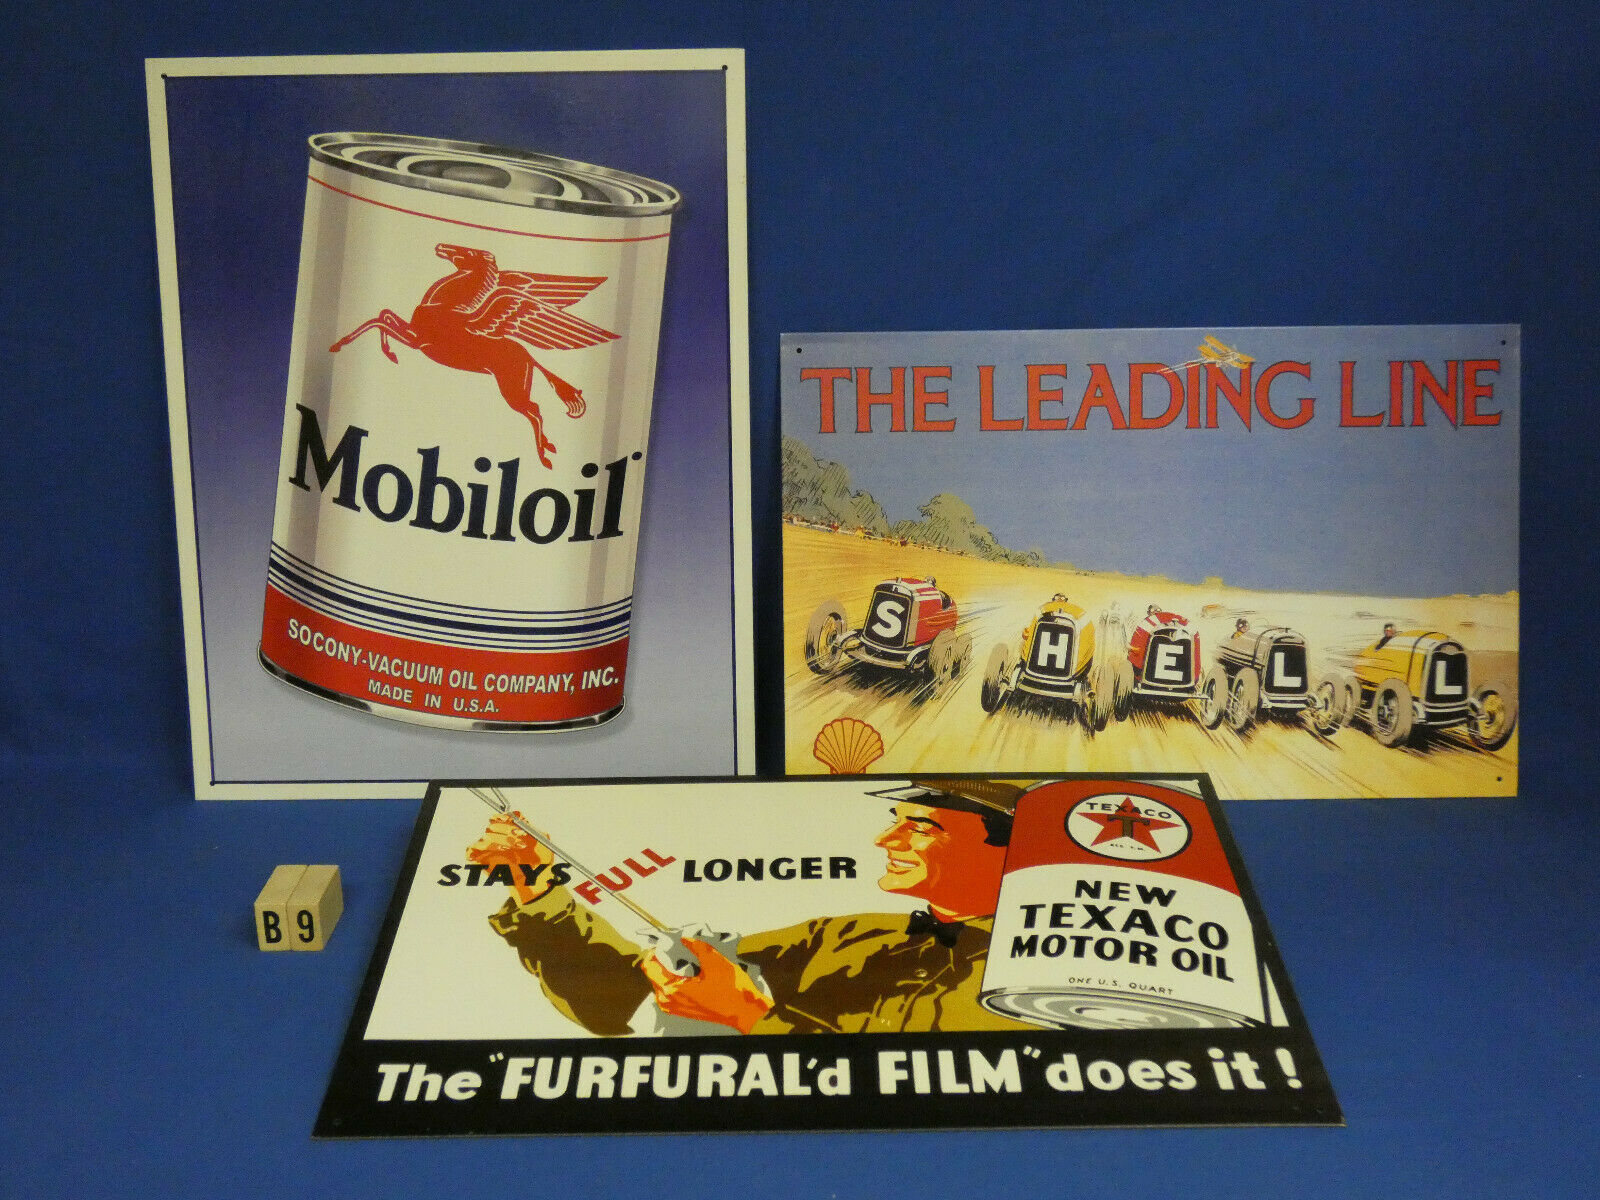 Mobiloil
SOCONY-VACUUM OIL COMPANY, INC.
MADE IN U.S.A.
THE LEADING LINE
S H E L L
STAYS FULL LONGER
TEXACO
T
REG. T.M.
NEW
TEXACO
MOTOR OIL
ONE U.S. QUART
The "FURFURAL'd FILM" does it!
B 9